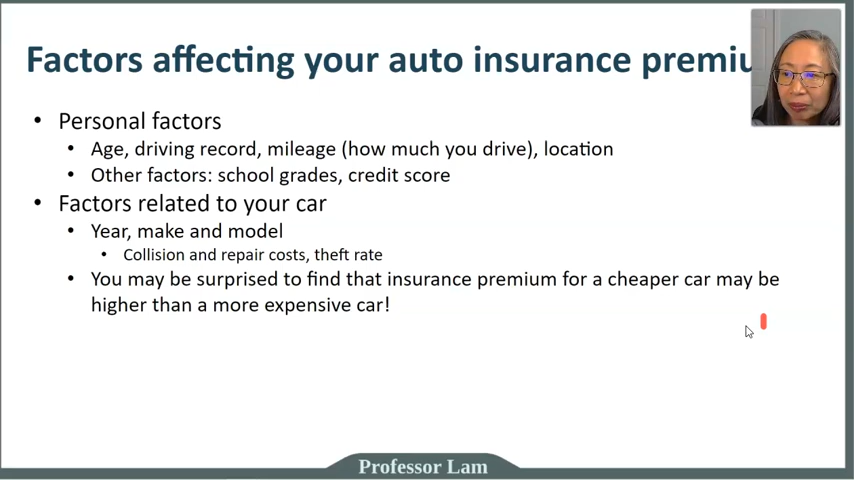 Factors affecting your auto insurance premiu
• Personal factors
• Age, driving record, mileage (how much you drive), location
• Other factors: school grades, credit score
• Factors related to your car
• Year, make and model
• Collision and repair costs, theft rate
• You may be surprised to find that insurance premium for a cheaper car may be
higher than a more expensive car!
Professor Lam